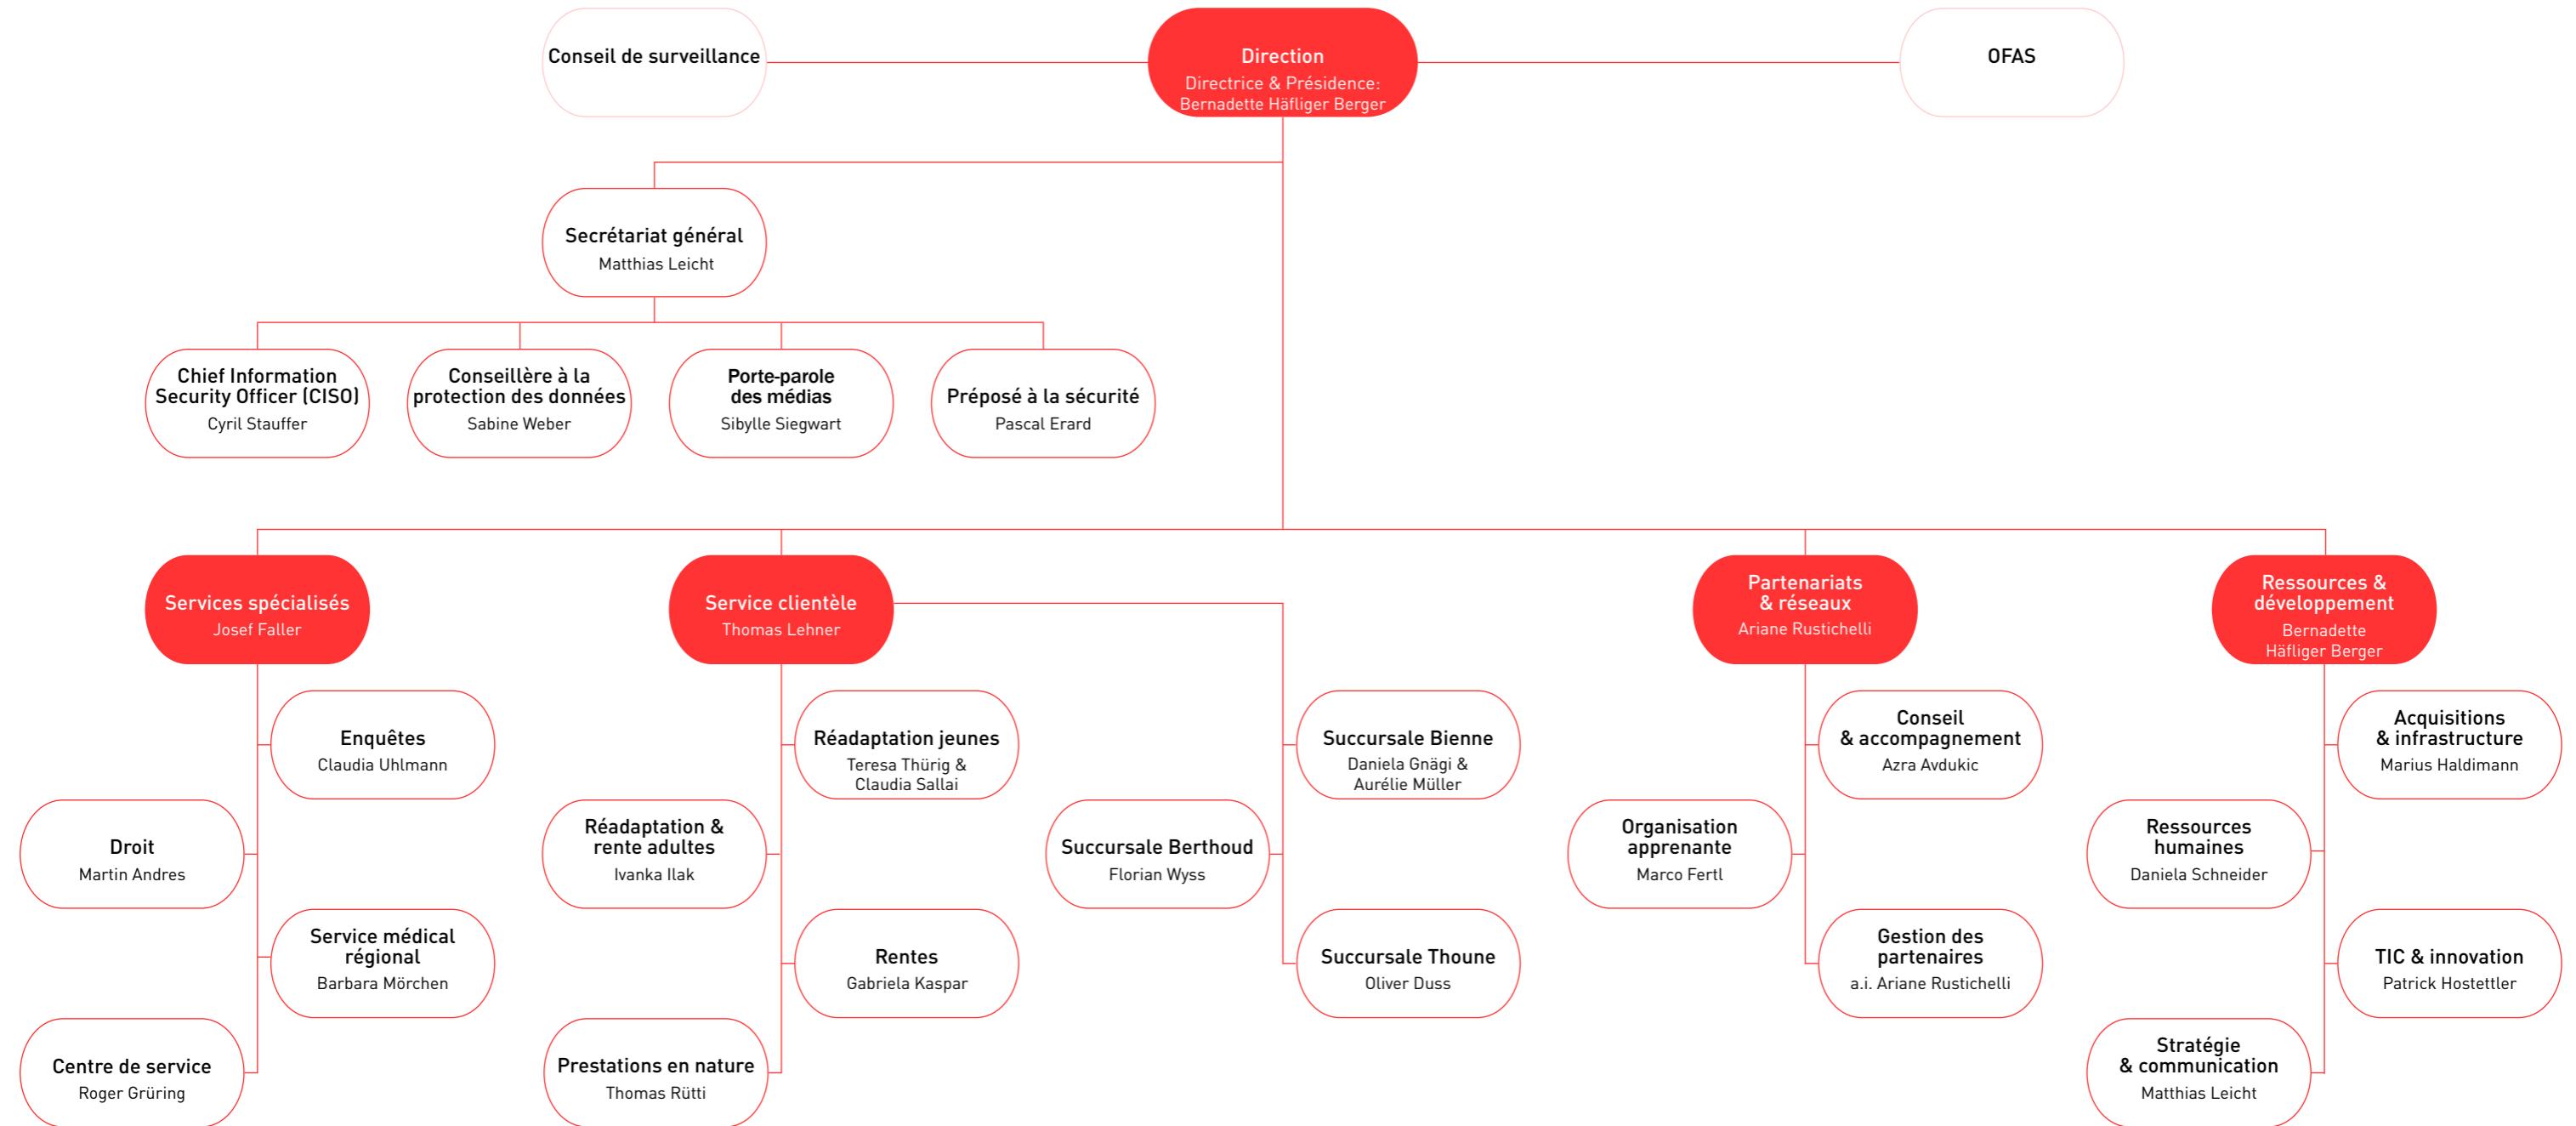 Conseil de surveillance
Direction
Directrice & Présidence:
Bernadette Häfliger Berger
OFAS
Secrétariat général
Matthias Leicht
Chief Information
Security Officer (CISO)
Cyril Stauffer
Conseillère à la
protection des données
Sabine Weber
Porte-parole
des médias
Sibylle Siegwart
Préposé à la sécurité
Pascal Erard
Services spécialisés
Josef Faller
Service clientèle
Thomas Lehner
Partenariats
& réseaux
Ariane Rustichelli
Ressources &
développement
Bernadette
Häfliger Berger
Enquêtes
Claudia Uhlmann
Droit
Martin Andres
Service médical
régional
Barbara Mörchen
Centre de service
Roger Grüring
Réadaptation jeunes
Teresa Thürig &
Claudia Sallai
Réadaptation &
rente adultes
Ivanka Ilak
Rentes
Gabriela Kaspar
Prestations en nature
Thomas Rütti
Succursale Bienne
Daniela Gnägi &
Aurélie Müller
Succursale Berthoud
Florian Wyss
Succursale Thoune
Oliver Duss
Conseil
& accompagnement
Azra Avdukic
Organisation
apprenante
Marco Fertl
Gestion des
partenaires
a.i. Ariane Rustichelli
Acquisitions
& infrastructure
Marius Haldimann
Ressources
humaines
Daniela Schneider
TIC & innovation
Patrick Hostettler
Stratégie
& communication
Matthias Leicht